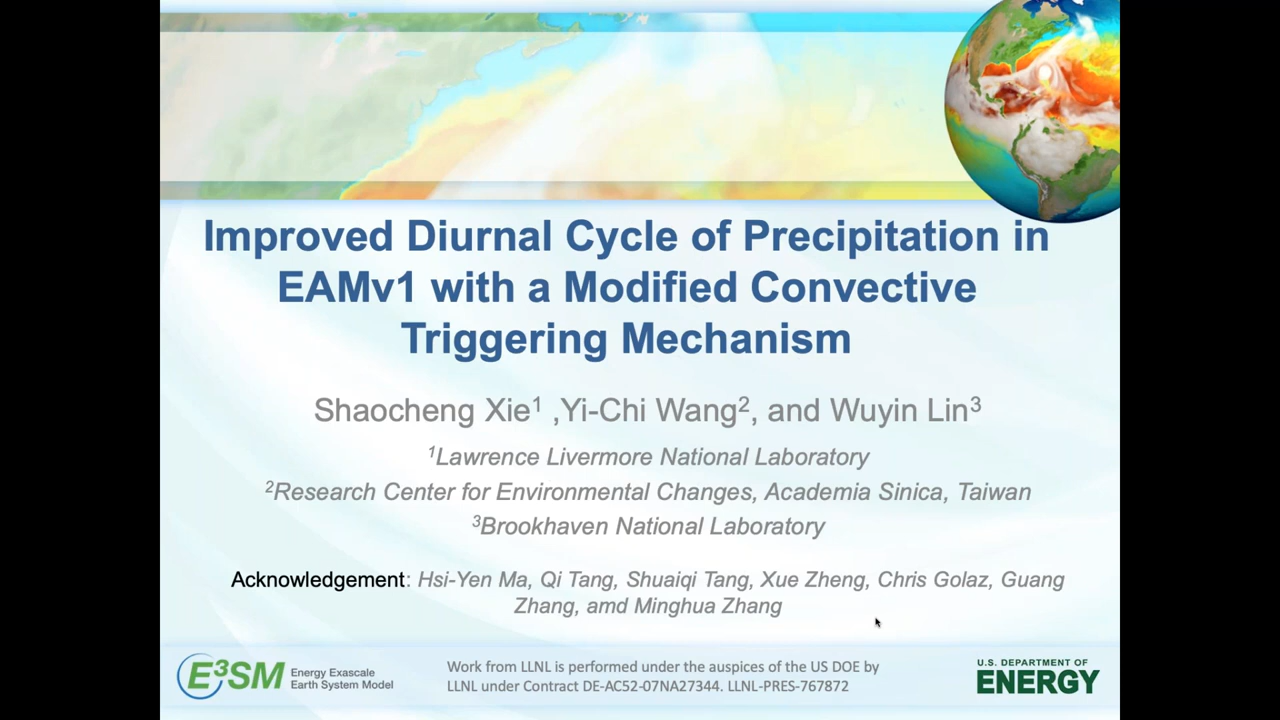 Improved Diurnal Cycle of Precipitation in
EAMv1 with a Modified Convective
Triggering Mechanism
Shaocheng Xie¹ ,Yi-Chi Wang², and Wuyin Lin³
¹Lawrence Livermore National Laboratory
²Research Center for Environmental Changes, Academia Sinica, Taiwan
³Brookhaven National Laboratory
Acknowledgement: Hsi-Yen Ma, Qi Tang, Shuaiqi Tang, Xue Zheng, Chris Golaz, Guang
Zhang, amd Minghua Zhang
E³SM
Energy Exascale
Earth System Model
Work from LLNL is performed under the auspices of the US DOE by
LLNL under Contract DE-AC52-07NA27344. LLNL-PRES-767872
U.S. DEPARTMENT OF
ENERGY